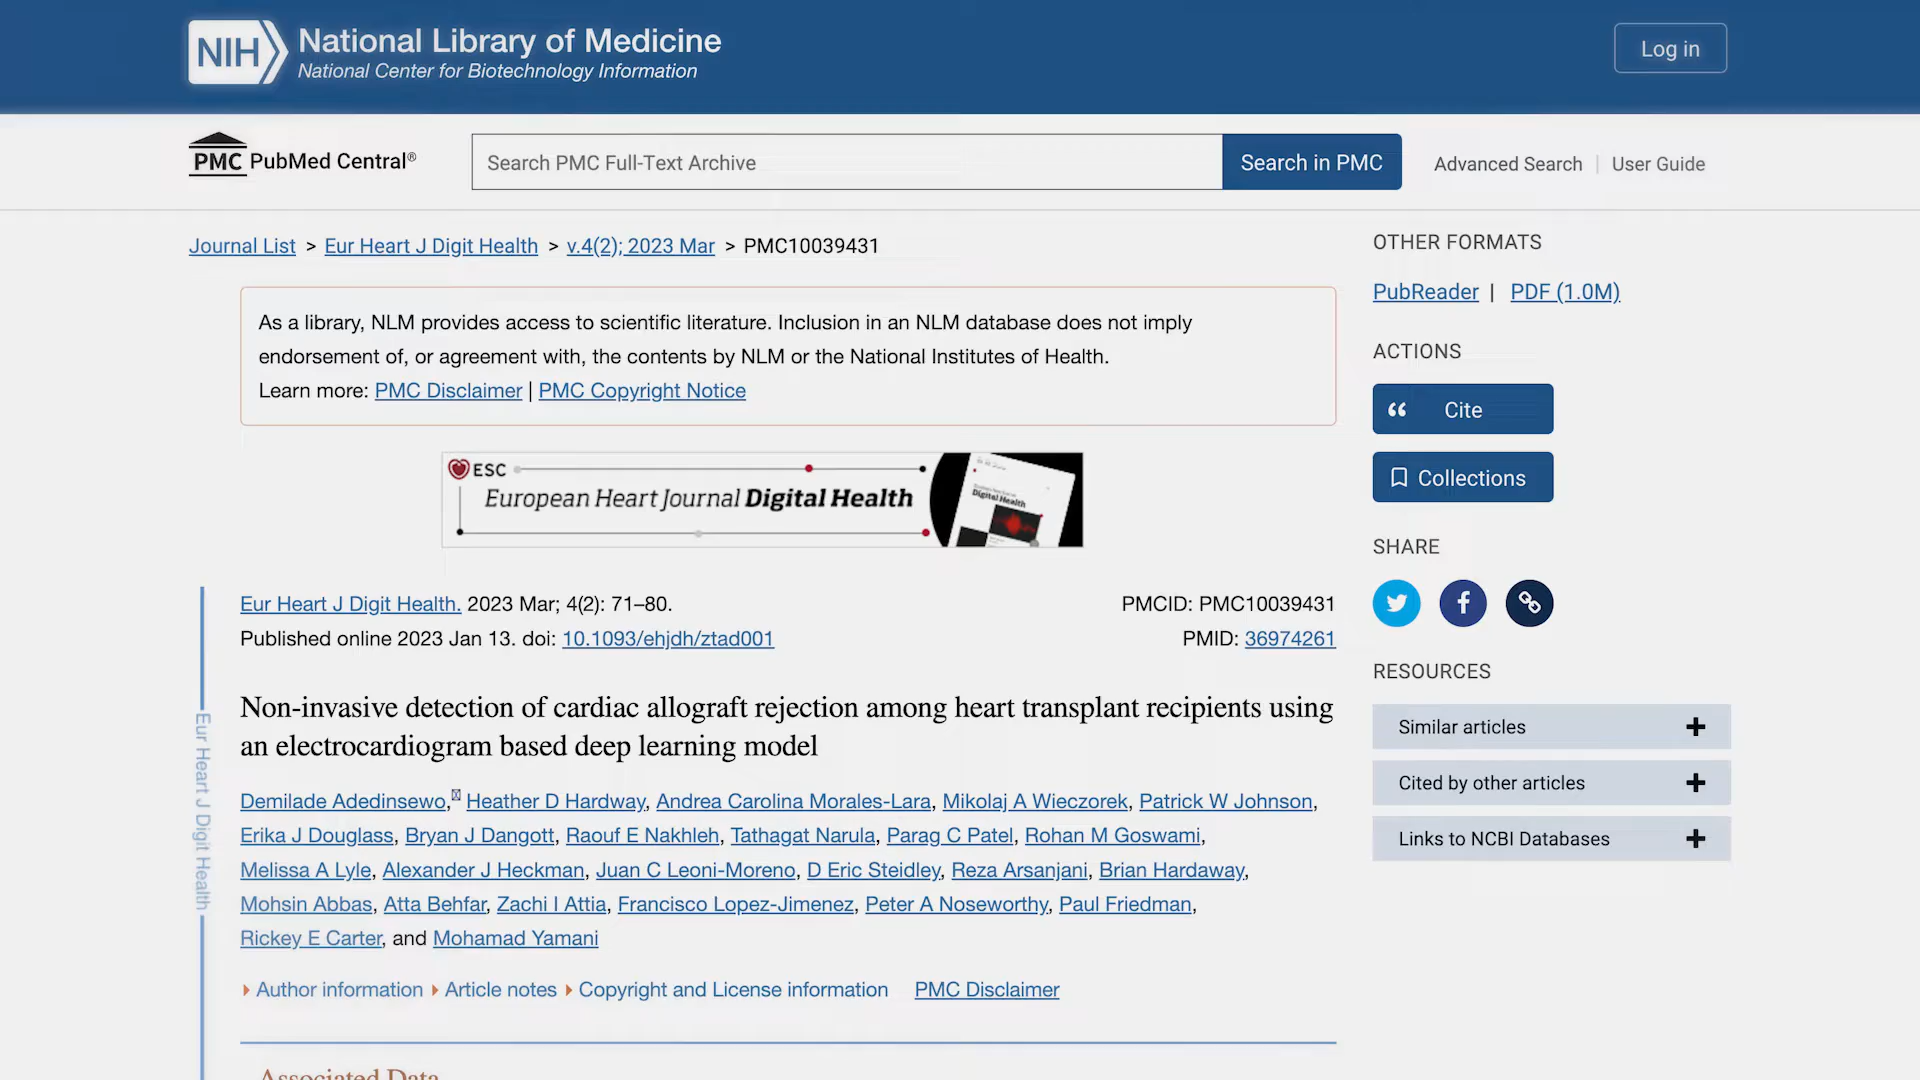 NIH National Library of Medicine
National Center for Biotechnology Information
Log in
PMC PubMed Central®
Search PMC Full-Text Archive
Search in PMC
Advanced Search | User Guide
Journal List > Eur Heart J Digit Health > v.4(2); 2023 Mar > PMC10039431
As a library, NLM provides access to scientific literature. Inclusion in an NLM database does not imply
endorsement of, or agreement with, the contents by NLM or the National Institutes of Health.
Learn more: PMC Disclaimer | PMC Copyright Notice
ESC
European Heart Journal Digital Health
Digital Health
Eur Heart J Digit Health. 2023 Mar; 4(2): 71–80.
Published online 2023 Jan 13. doi: 10.1093/ehjdh/ztad001
PMCID: PMC10039431
PMID: 36974261
Non-invasive detection of cardiac allograft rejection among heart transplant recipients using
an electrocardiogram based deep learning model
Demilade Adedinsewo, Heather D Hardway, Andrea Carolina Morales-Lara, Mikolaj A Wieczorek, Patrick W Johnson,
Erika J Douglass, Bryan J Dangott, Raouf E Nakhleh, Tathagat Narula, Parag C Patel, Rohan M Goswami,
Melissa A Lyle, Alexander J Heckman, Juan C Leoni-Moreno, D Eric Steidley, Reza Arsanjani, Brian Hardaway,
Mohsin Abbas, Atta Behfar, Zachi I Attia, Francisco Lopez-Jimenez, Peter A Noseworthy, Paul Friedman,
Rickey E Carter, and Mohamad Yamani
Author information Article notes Copyright and License information PMC Disclaimer
Associated Data
Eur Heart J Digit Health
OTHER FORMATS
PubReader | PDF (1.0M)
ACTIONS
Cite
Collections
SHARE
RESOURCES
Similar articles
Cited by other articles
Links to NCBI Databases